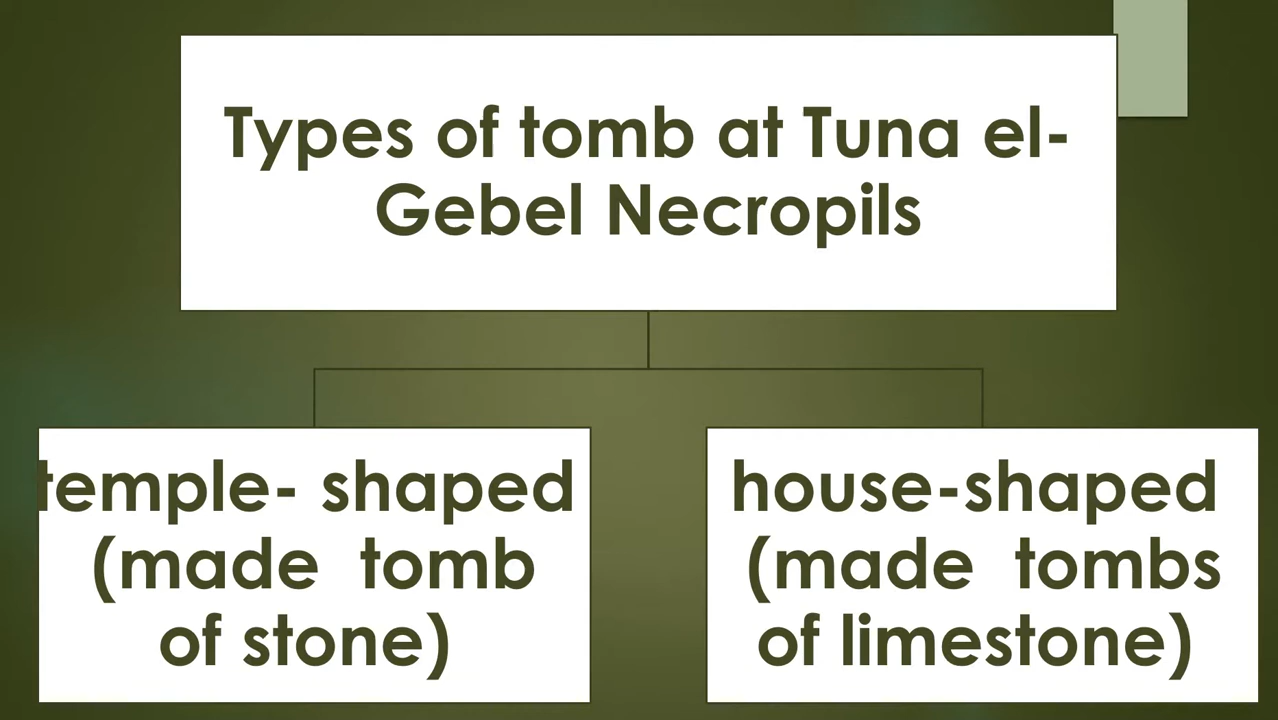 Types of tomb at Tuna el-
Gebel Necropils
temple- shaped
(made tomb
of stone)
house-shaped
(made tombs
of limestone)